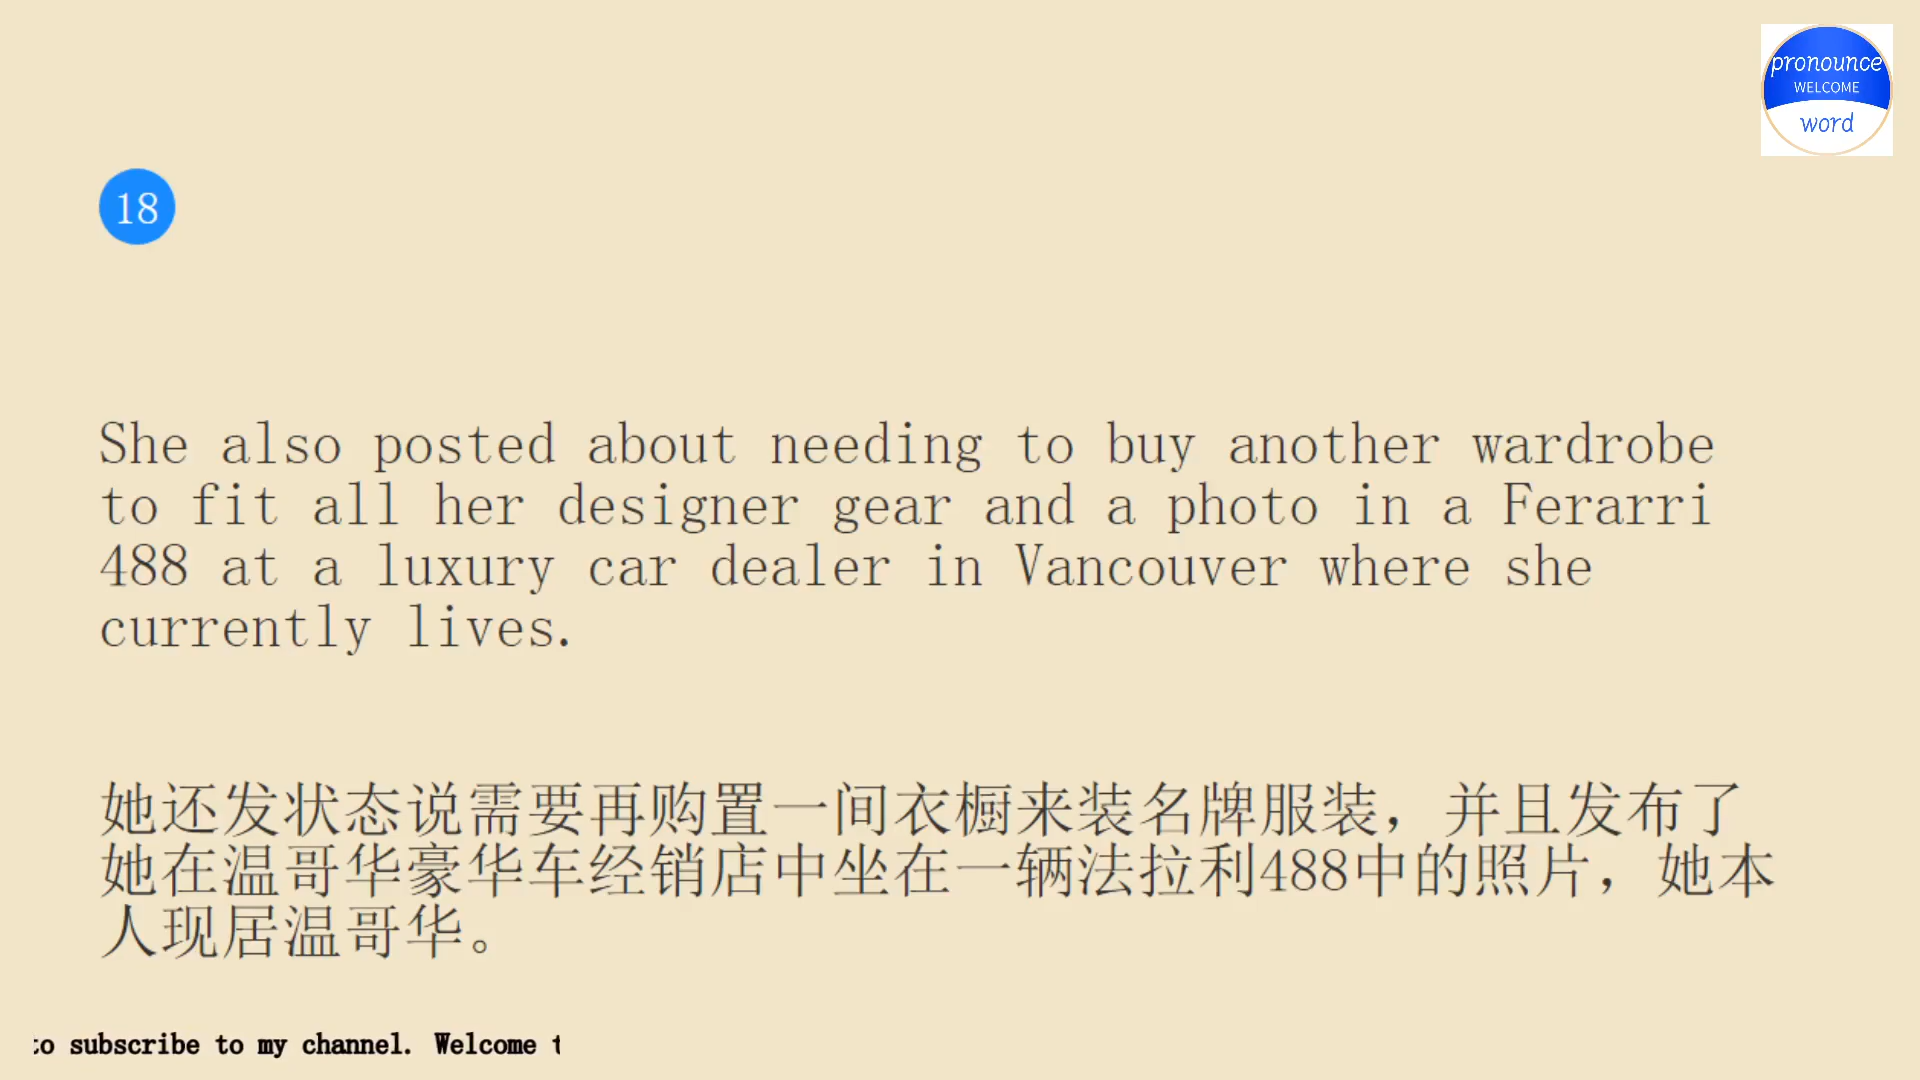 pronounce
WELCOME
word
18
She also posted about needing to buy another wardrobe
to fit all her designer gear and a photo in a Ferarri
488 at a luxury car dealer in Vancouver where she
currently lives.
她还发状态说需要再购置一间衣橱来装名牌服装，并且发布了
她在温哥华豪华车经销店中坐在一辆法拉利488中的照片，她本
人现居温哥华。
to subscribe to my channel. Welcome t